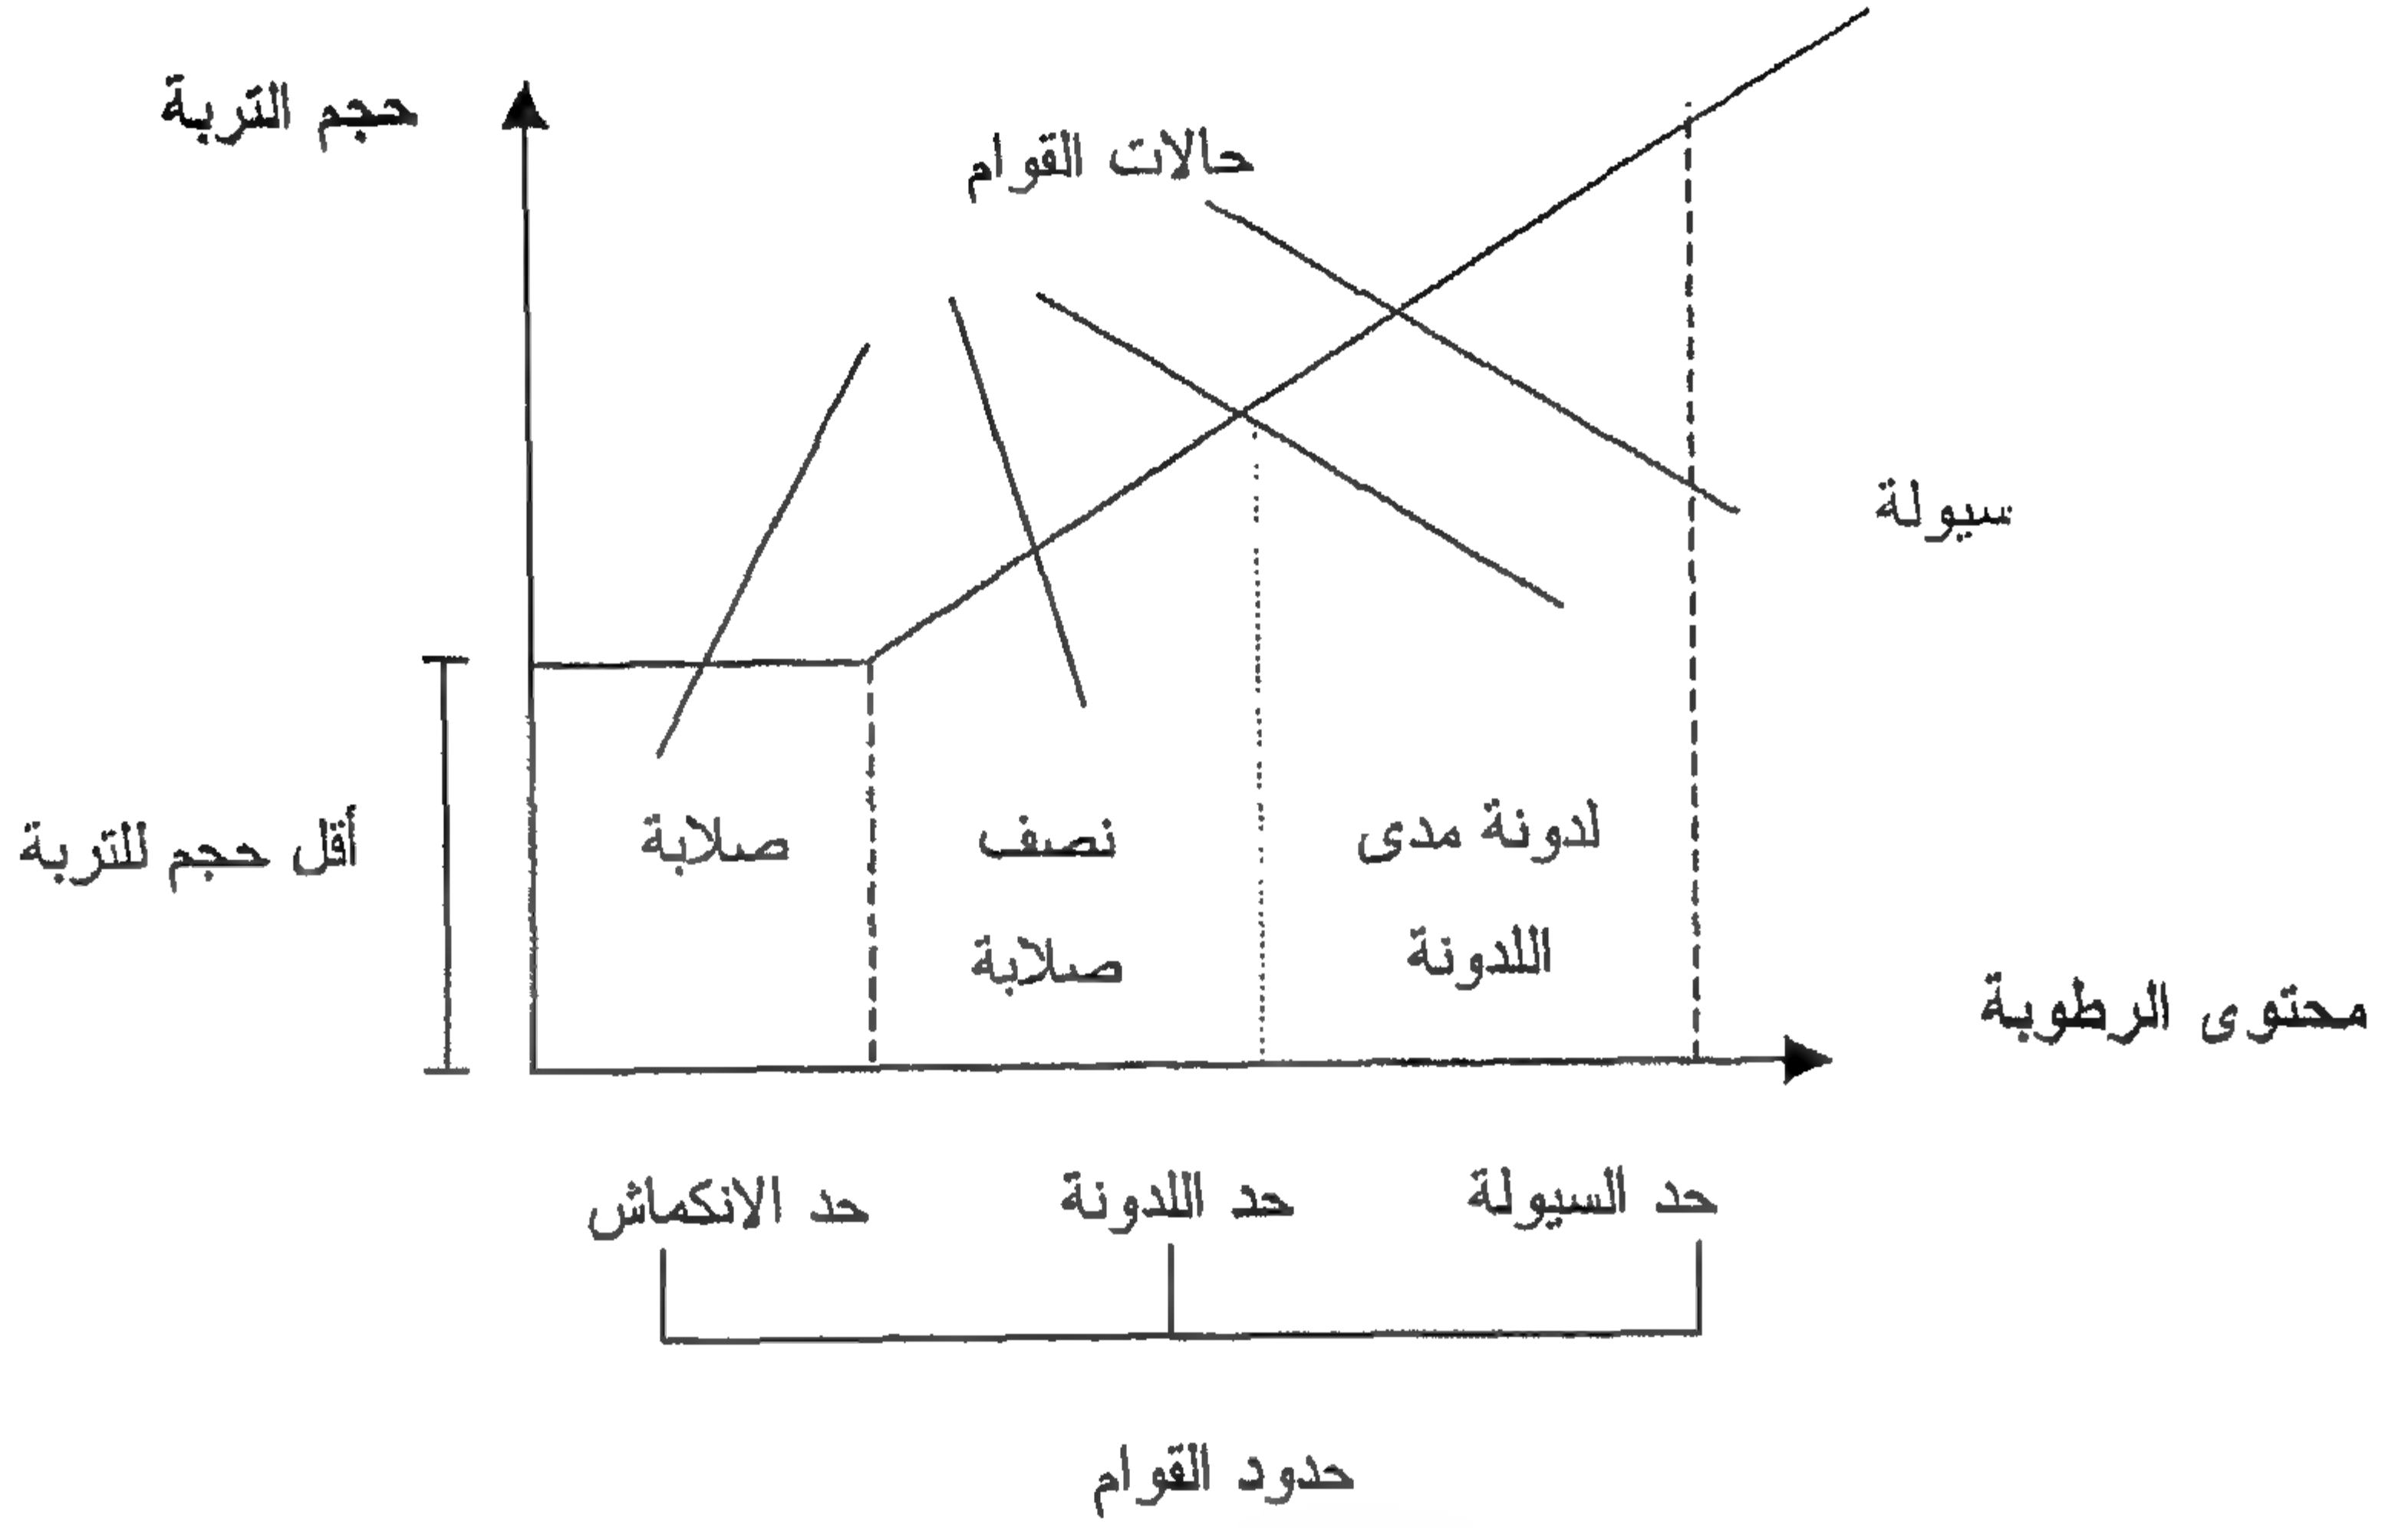 حجم التربة
حالات القوام
سيولة
أقل حجم للتربة
صلابة
نصف
صلابة
لدونة مدى
اللدونة
محتوى الرطوبة
حد السيولة
حد اللدونة
حد الانكماش
حدود القوام